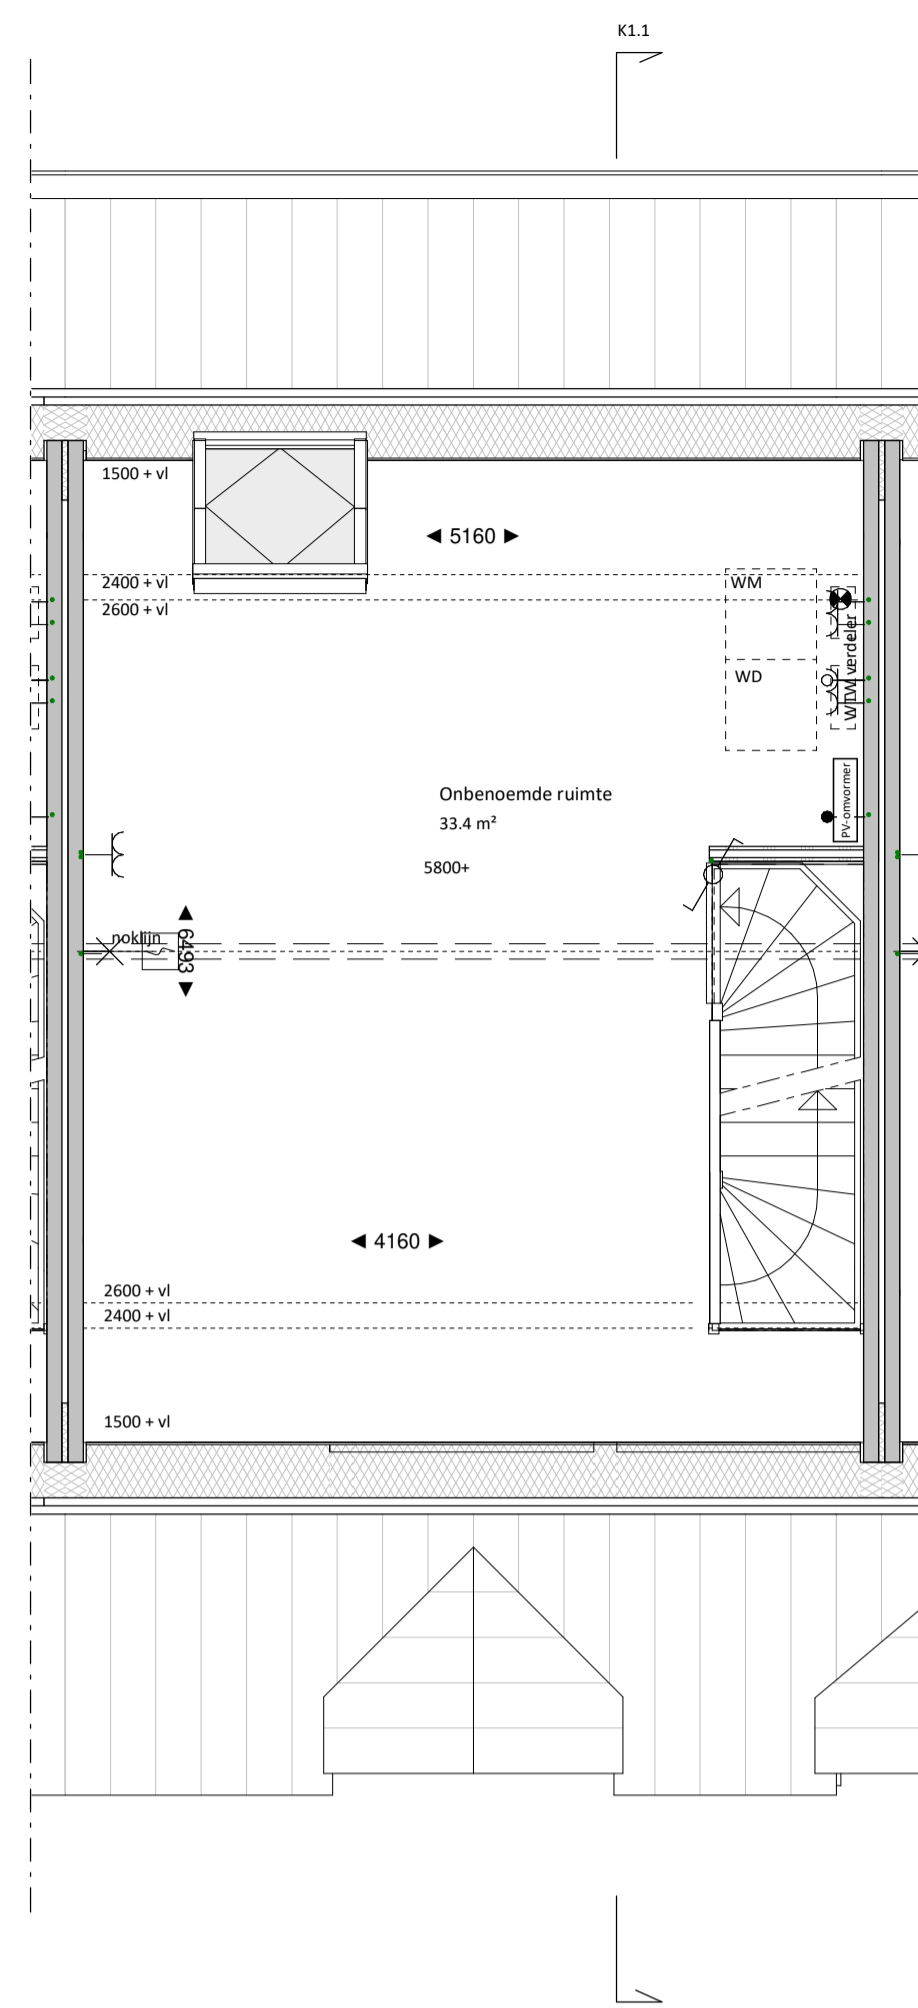 K1.1
1500 + vl
◄ 5160 ►
2400 + vl
2600 + vl
WM
WD
WTW verdeler
PV-omvormer
Onbenoemde ruimte
33.4 m²
5800+
noklijn
◄ 6493 ►
◄ 4160 ►
2600 + vl
2400 + vl
1500 + vl